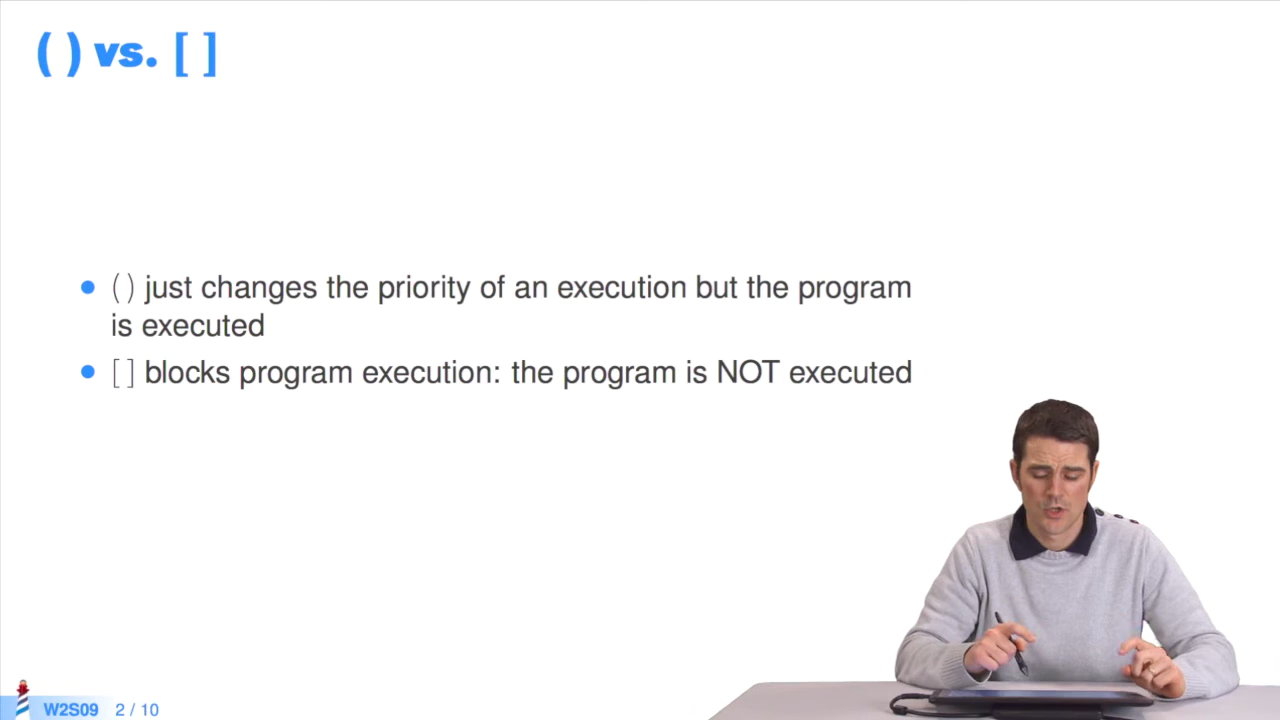 ( ) vs. [ ]
( ) just changes the priority of an execution but the program
is executed
[ ] blocks program execution: the program is NOT executed
W2S09 2 / 10